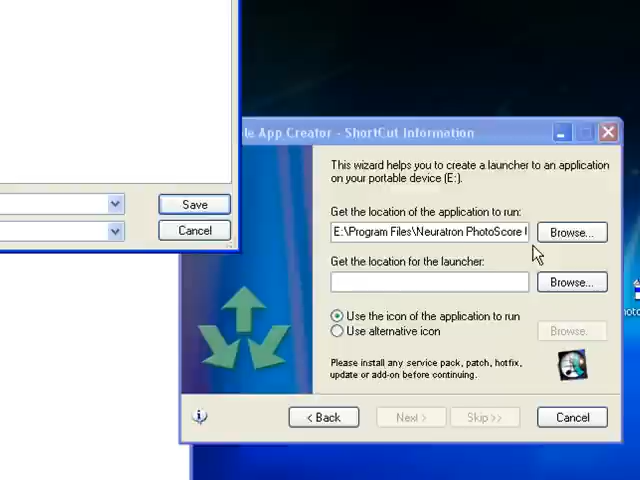 le App Creator - ShortCut Information
This wizard helps you to create a launcher to an application
on your portable device (E:).
Get the location of the application to run:
E:\Program Files\Neuratron PhotoScore
Browse...
Get the location for the launcher:
Browse...
Use the icon of the application to run
Use alternative icon
Browse.
Please install any service pack, patch, hotfix,
update or add-on before continuing.
< Back
Next >
Skip >>
Cancel
Save
Cancel